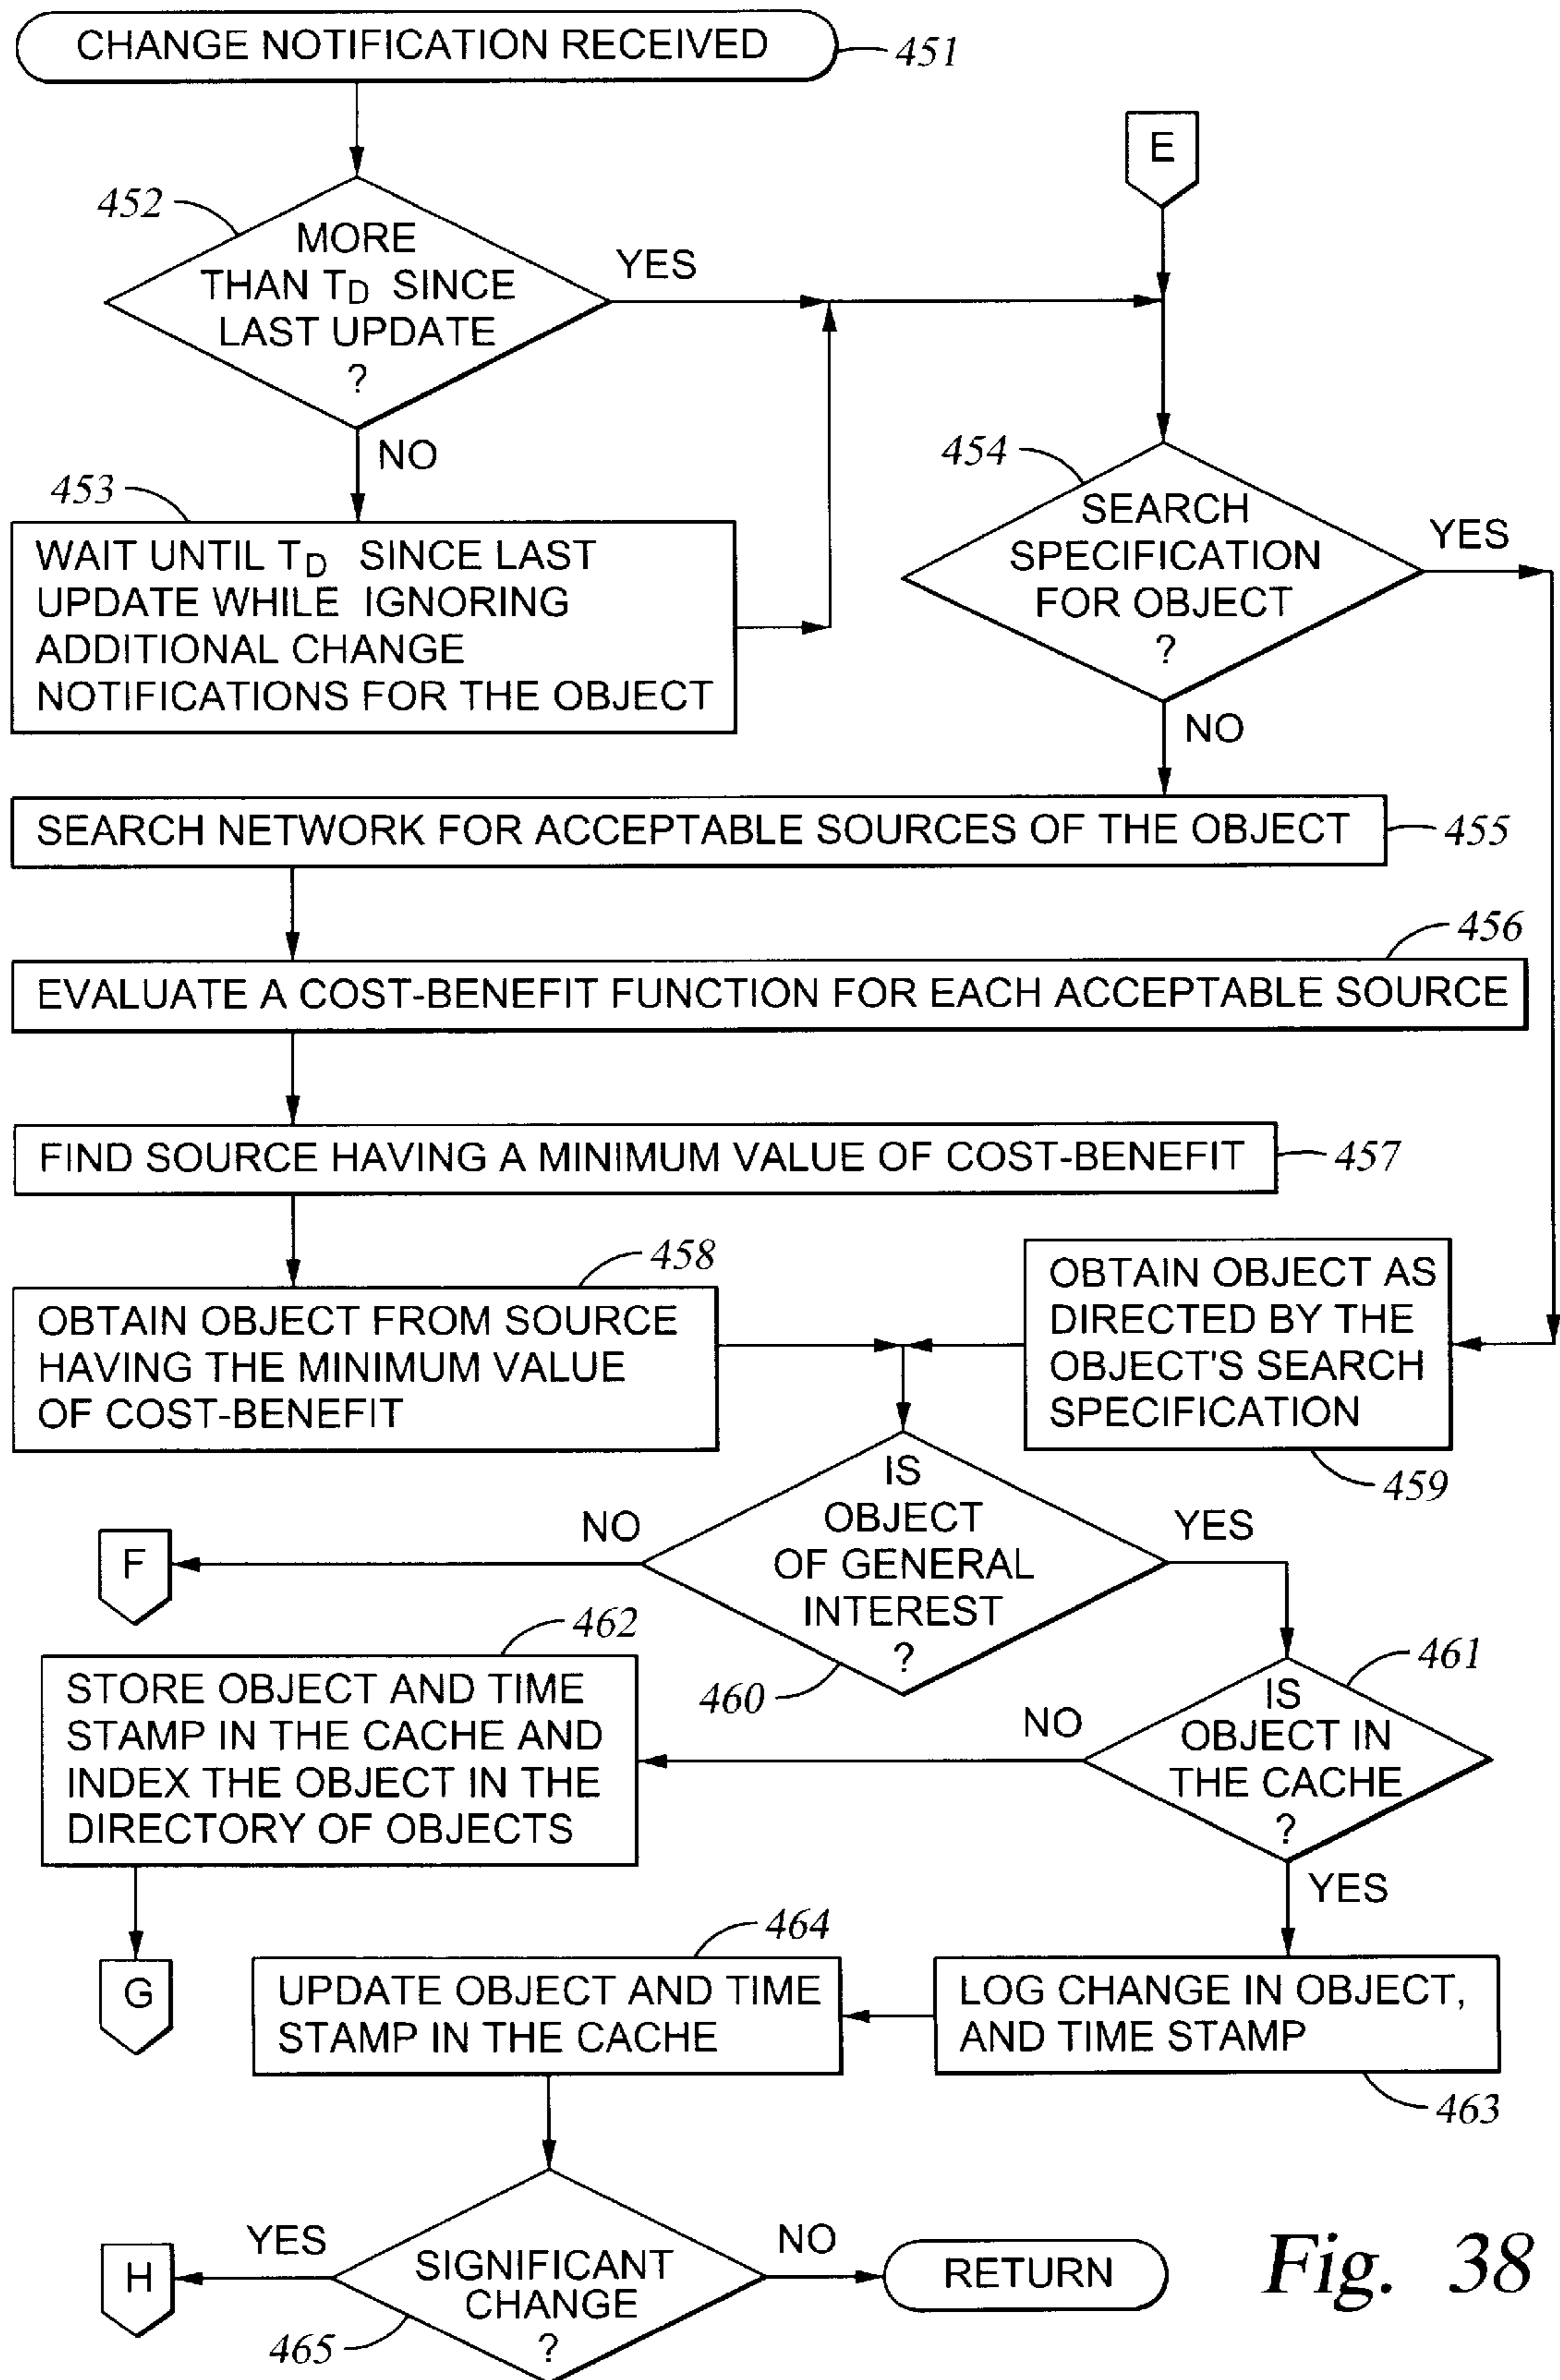 CHANGE NOTIFICATION RECEIVED
451
E
452
MORE
THAN TD SINCE
LAST UPDATE
?
YES
NO
453
WAIT UNTIL TD SINCE LAST
UPDATE WHILE IGNORING
ADDITIONAL CHANGE
NOTIFICATIONS FOR THE OBJECT
454
SEARCH
SPECIFICATION
FOR OBJECT
?
YES
NO
SEARCH NETWORK FOR ACCEPTABLE SOURCES OF THE OBJECT
455
456
EVALUATE A COST-BENEFIT FUNCTION FOR EACH ACCEPTABLE SOURCE
FIND SOURCE HAVING A MINIMUM VALUE OF COST-BENEFIT
457
458
OBTAIN OBJECT FROM SOURCE
HAVING THE MINIMUM VALUE
OF COST-BENEFIT
OBTAIN OBJECT AS
DIRECTED BY THE
OBJECT'S SEARCH
SPECIFICATION
459
IS
OBJECT
OF GENERAL
INTEREST
?
460
NO
YES
F
462
STORE OBJECT AND TIME
STAMP IN THE CACHE AND
INDEX THE OBJECT IN THE
DIRECTORY OF OBJECTS
461
IS
OBJECT IN
THE CACHE
?
NO
YES
G
464
UPDATE OBJECT AND TIME
STAMP IN THE CACHE
LOG CHANGE IN OBJECT,
AND TIME STAMP
463
H
YES
SIGNIFICANT
CHANGE
?
465
NO
RETURN
Fig. 38